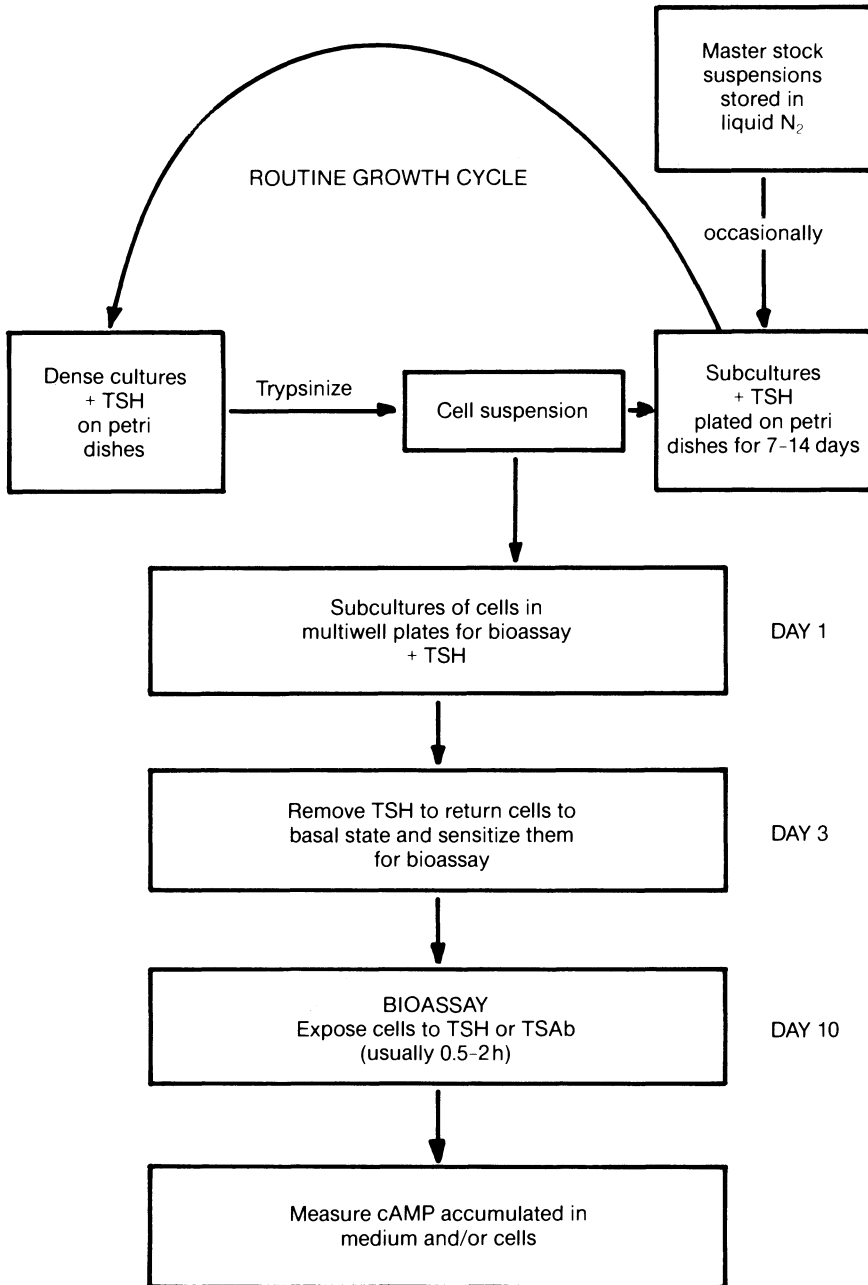 Master stock
suspensions
stored in
liquid N₂
ROUTINE GROWTH CYCLE
occasionally
Dense cultures
+ TSH
on petri
dishes
Trypsinize
Cell suspension
Subcultures
+ TSH
plated on petri
dishes for 7–14 days
Subcultures of cells in
multiwell plates for bioassay
+ TSH
DAY 1
Remove TSH to return cells to
basal state and sensitize them
for bioassay
DAY 3
BIOASSAY
Expose cells to TSH or TSAb
(usually 0.5–2h)
DAY 10
Measure cAMP accumulated in
medium and/or cells